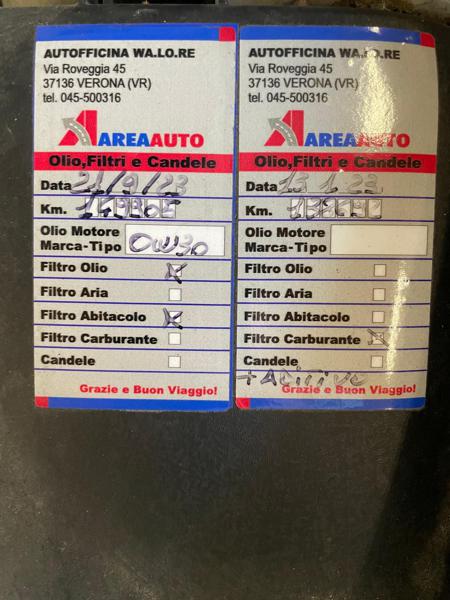 AUTOFFICINA WA.LO.RE
Via Roveggia 45
37136 VERONA (VR)
tel. 045-500316
AREAAUTO
Olio,Filtri e Candele
Data 21/9/23
Km.
Olio Motore
Marca-Tipo 0W30
Filtro Olio
Filtro Aria
Filtro Abitacolo
Filtro Carburante
Candele
Grazie e Buon Viaggio!
AUTOFFICINA WA.LO.RE
Via Roveggia 45
37136 VERONA (VR)
tel. 045-500316
AREAAUTO
Olio,Filtri e Candele
Data
Km.
Olio Motore
Marca-Tipo
Filtro Olio
Filtro Aria
Filtro Abitacolo
Filtro Carburante
Candele
Grazie e Buon Viaggio!